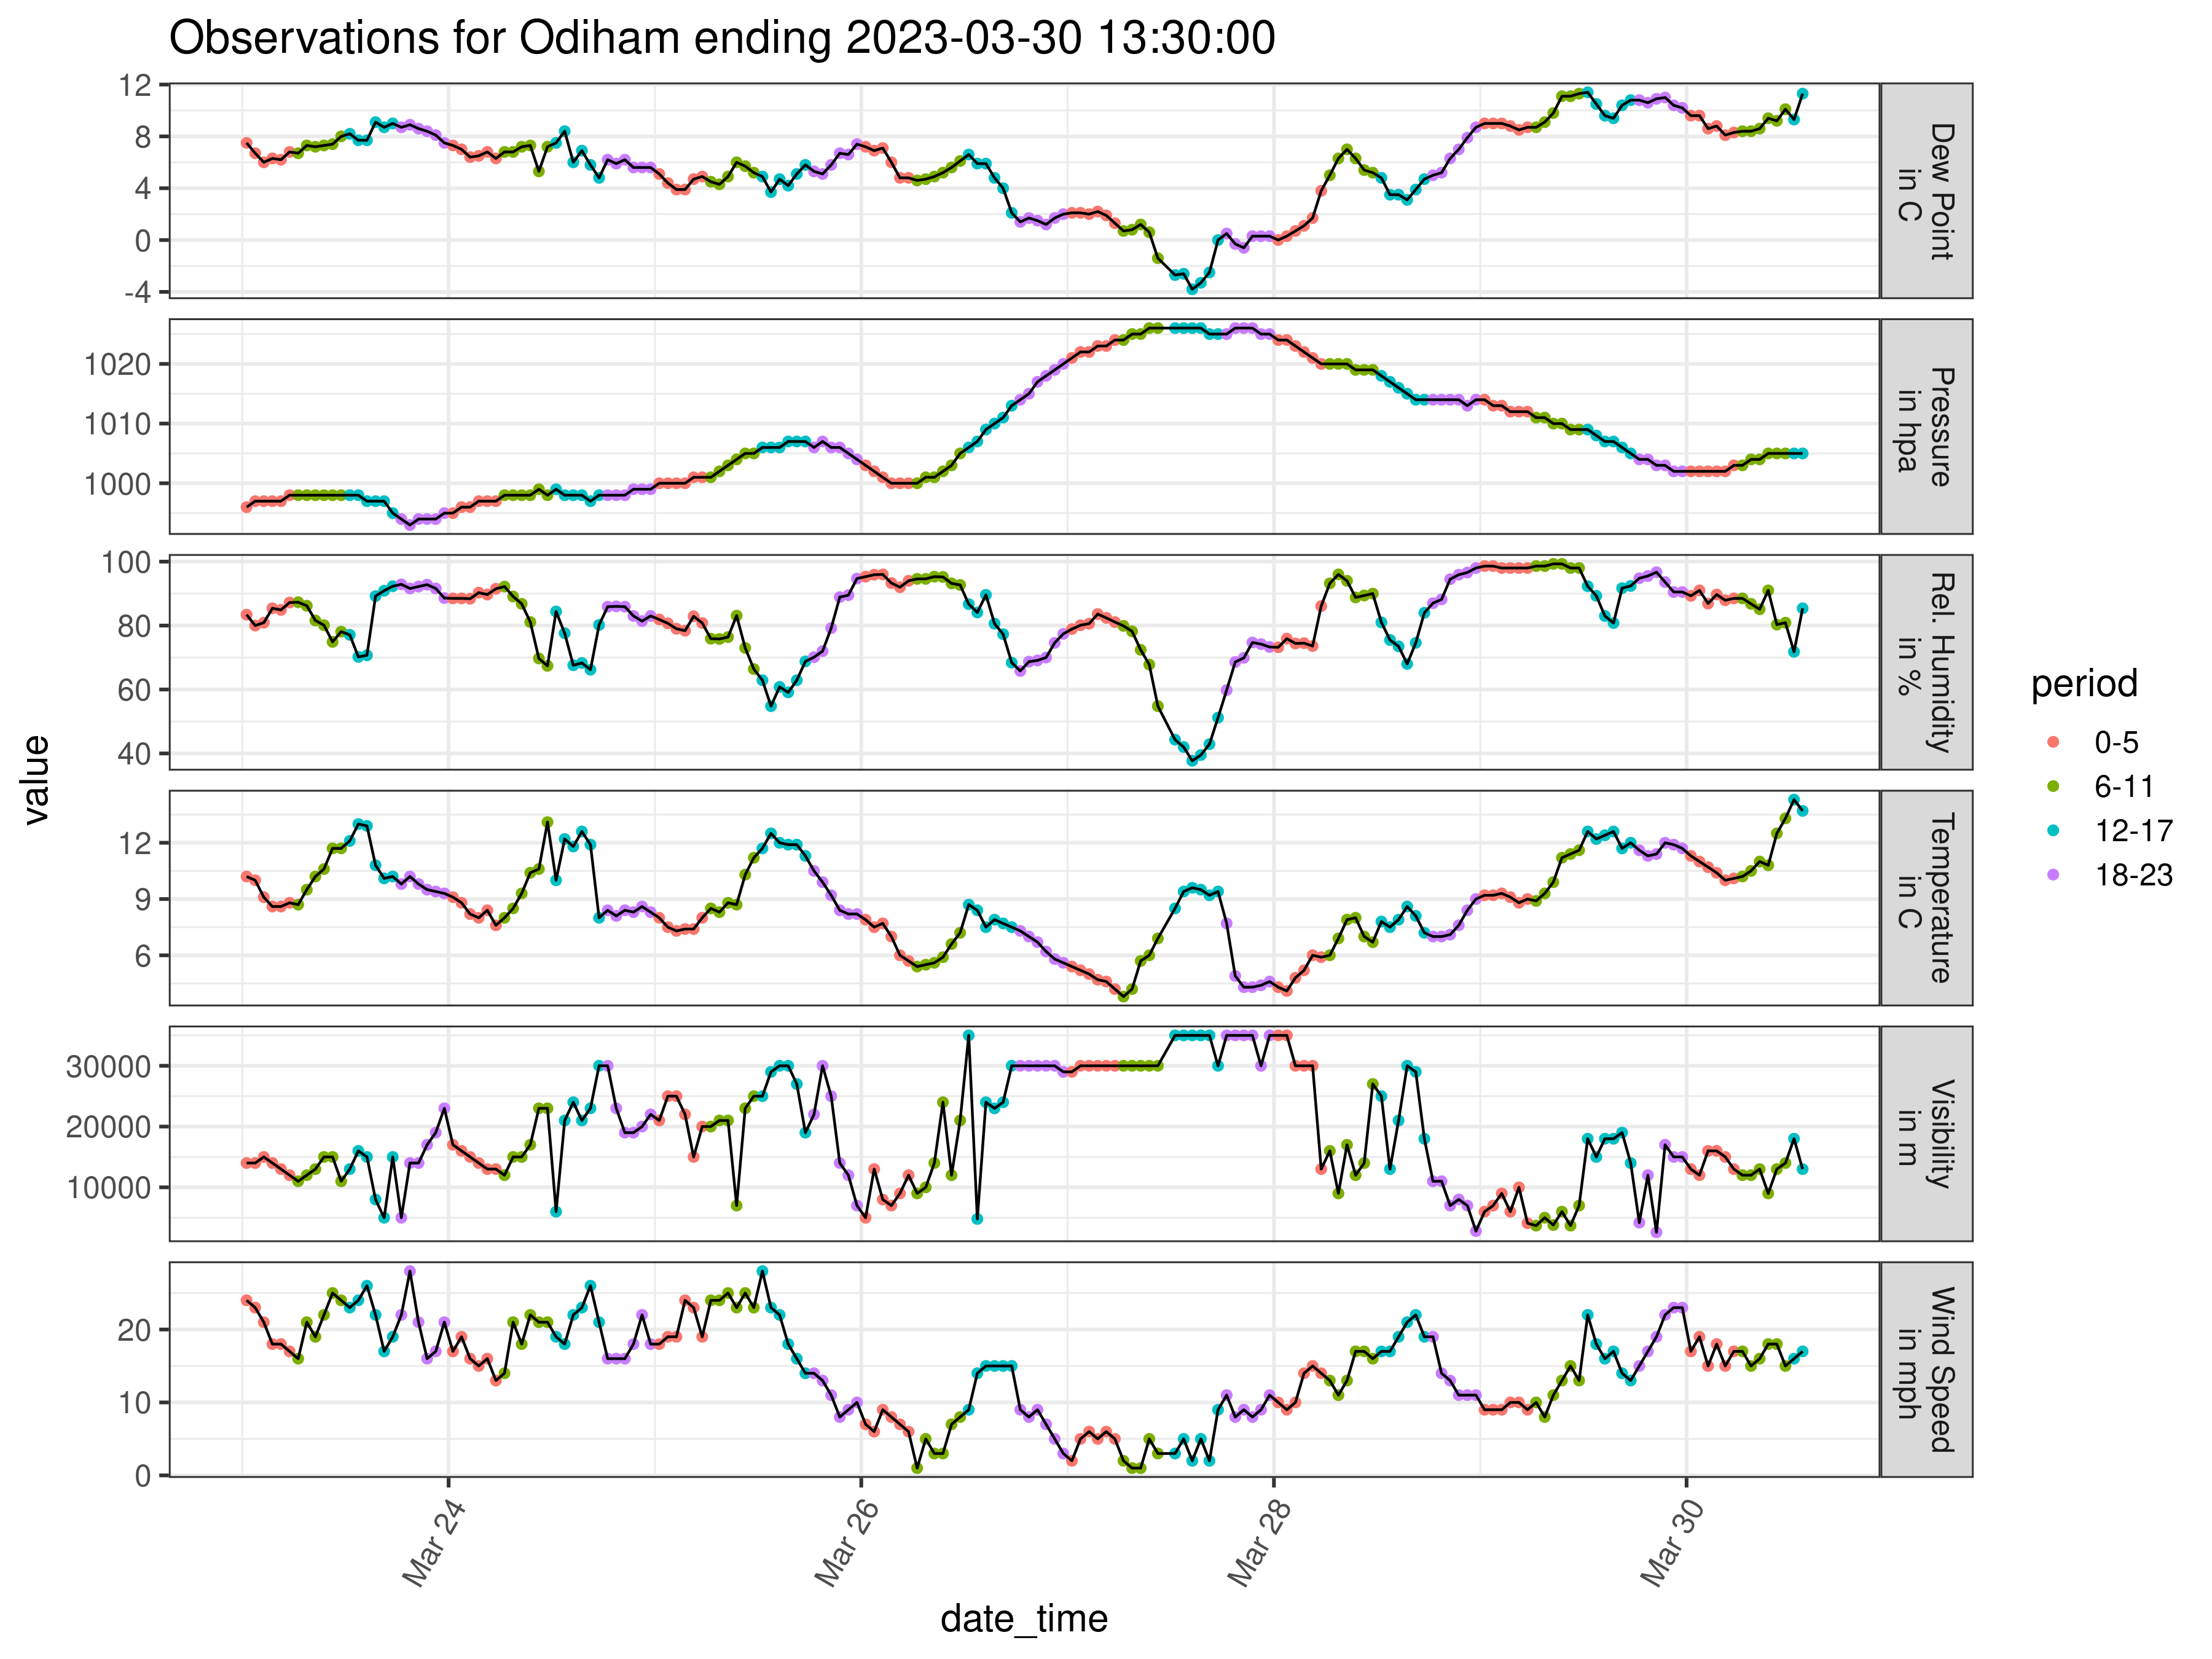 Observations for Odiham ending 2023-03-30 13:30:00
value
12
8
4
0
-4
Dew Point
in C
1020
1010
1000
Pressure
in hpa
100
80
60
40
Rel. Humidity
in %
12
9
6
Temperature
in C
30000
20000
10000
Visibility
in m
20
10
0
Wind Speed
in mph
Mar 24
Mar 26
Mar 28
Mar 30
date_time
period
0-5
6-11
12-17
18-23